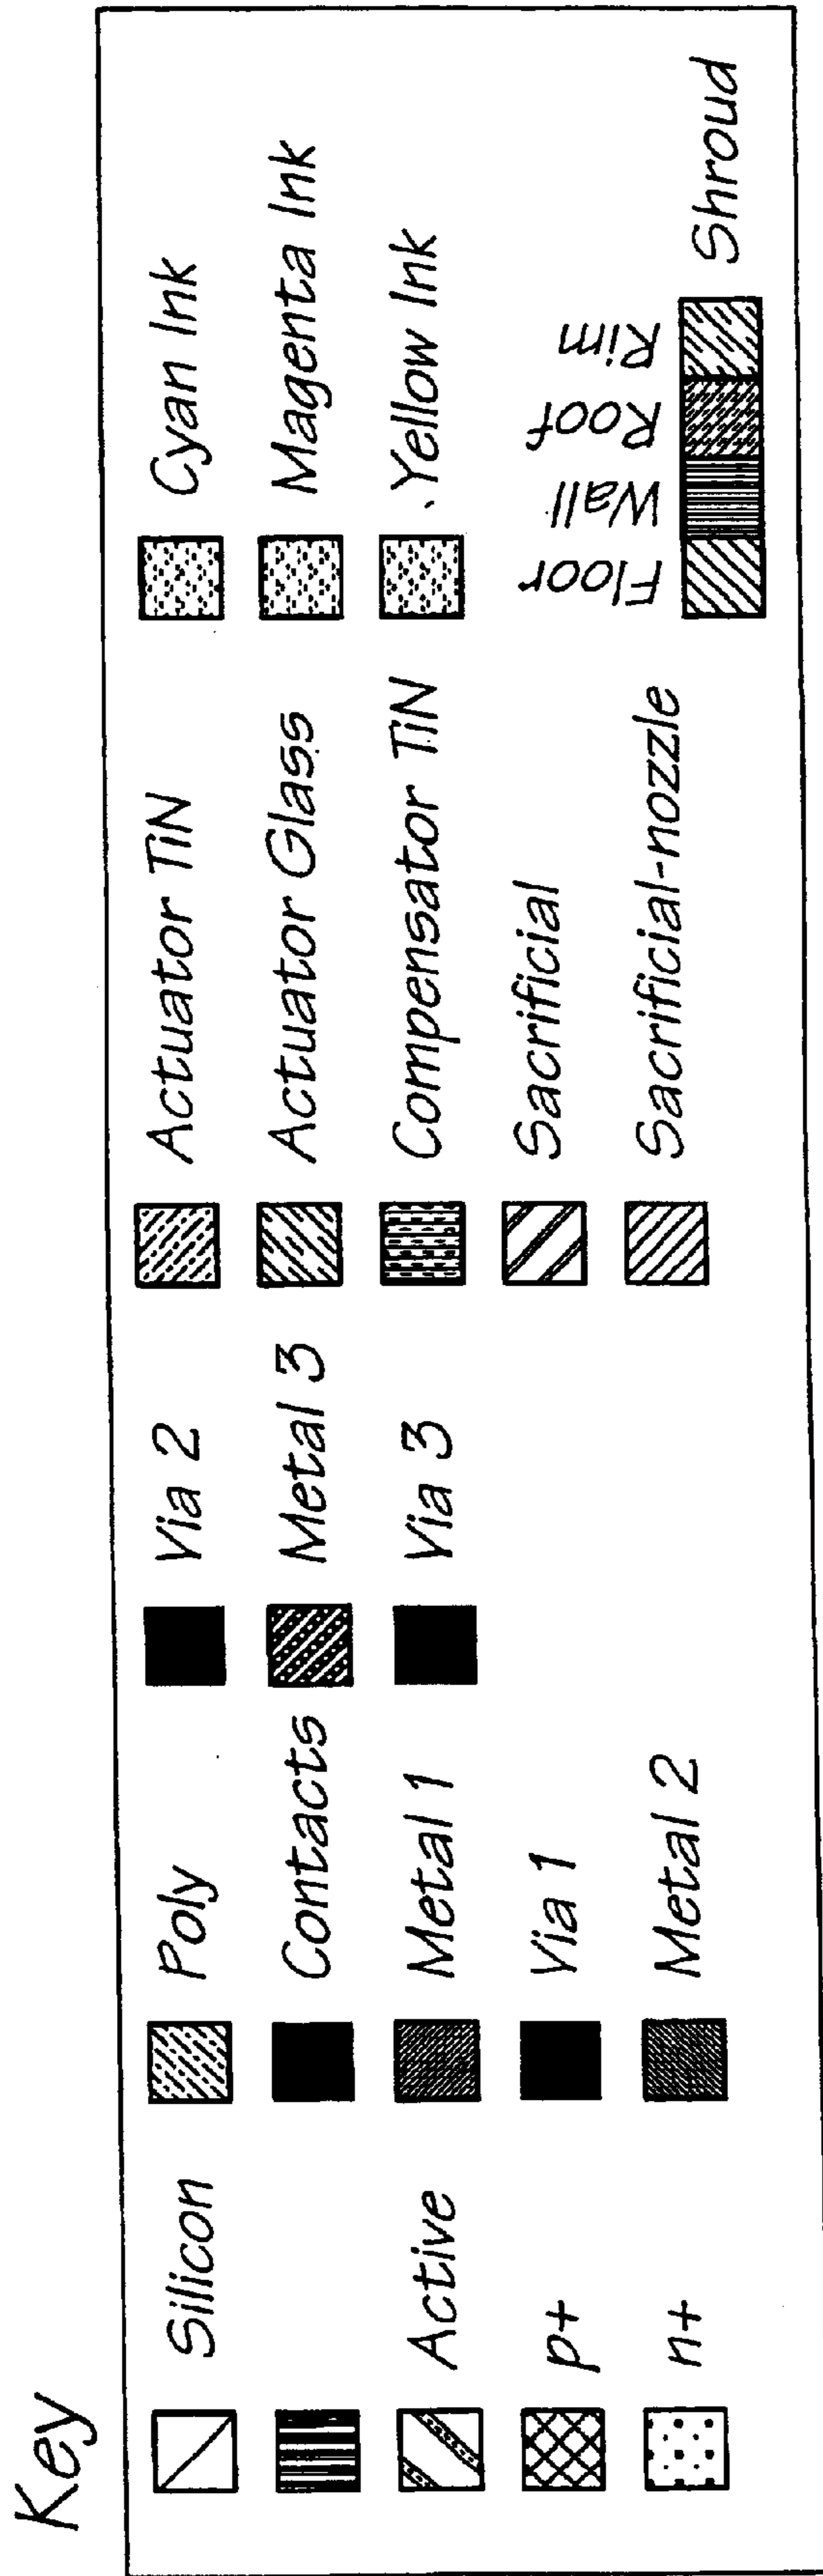 Key
Silicon
Active
p+
n+
Poly
Contacts
Metal 1
Via 1
Metal 2
Via 2
Metal 3
Via 3
Actuator TiN
Actuator Glass
Compensator TiN
Sacrificial
Sacrificial-nozzle
Cyan Ink
Magenta Ink
Yellow Ink
Floor
Wall
Roof
Rim
Shroud